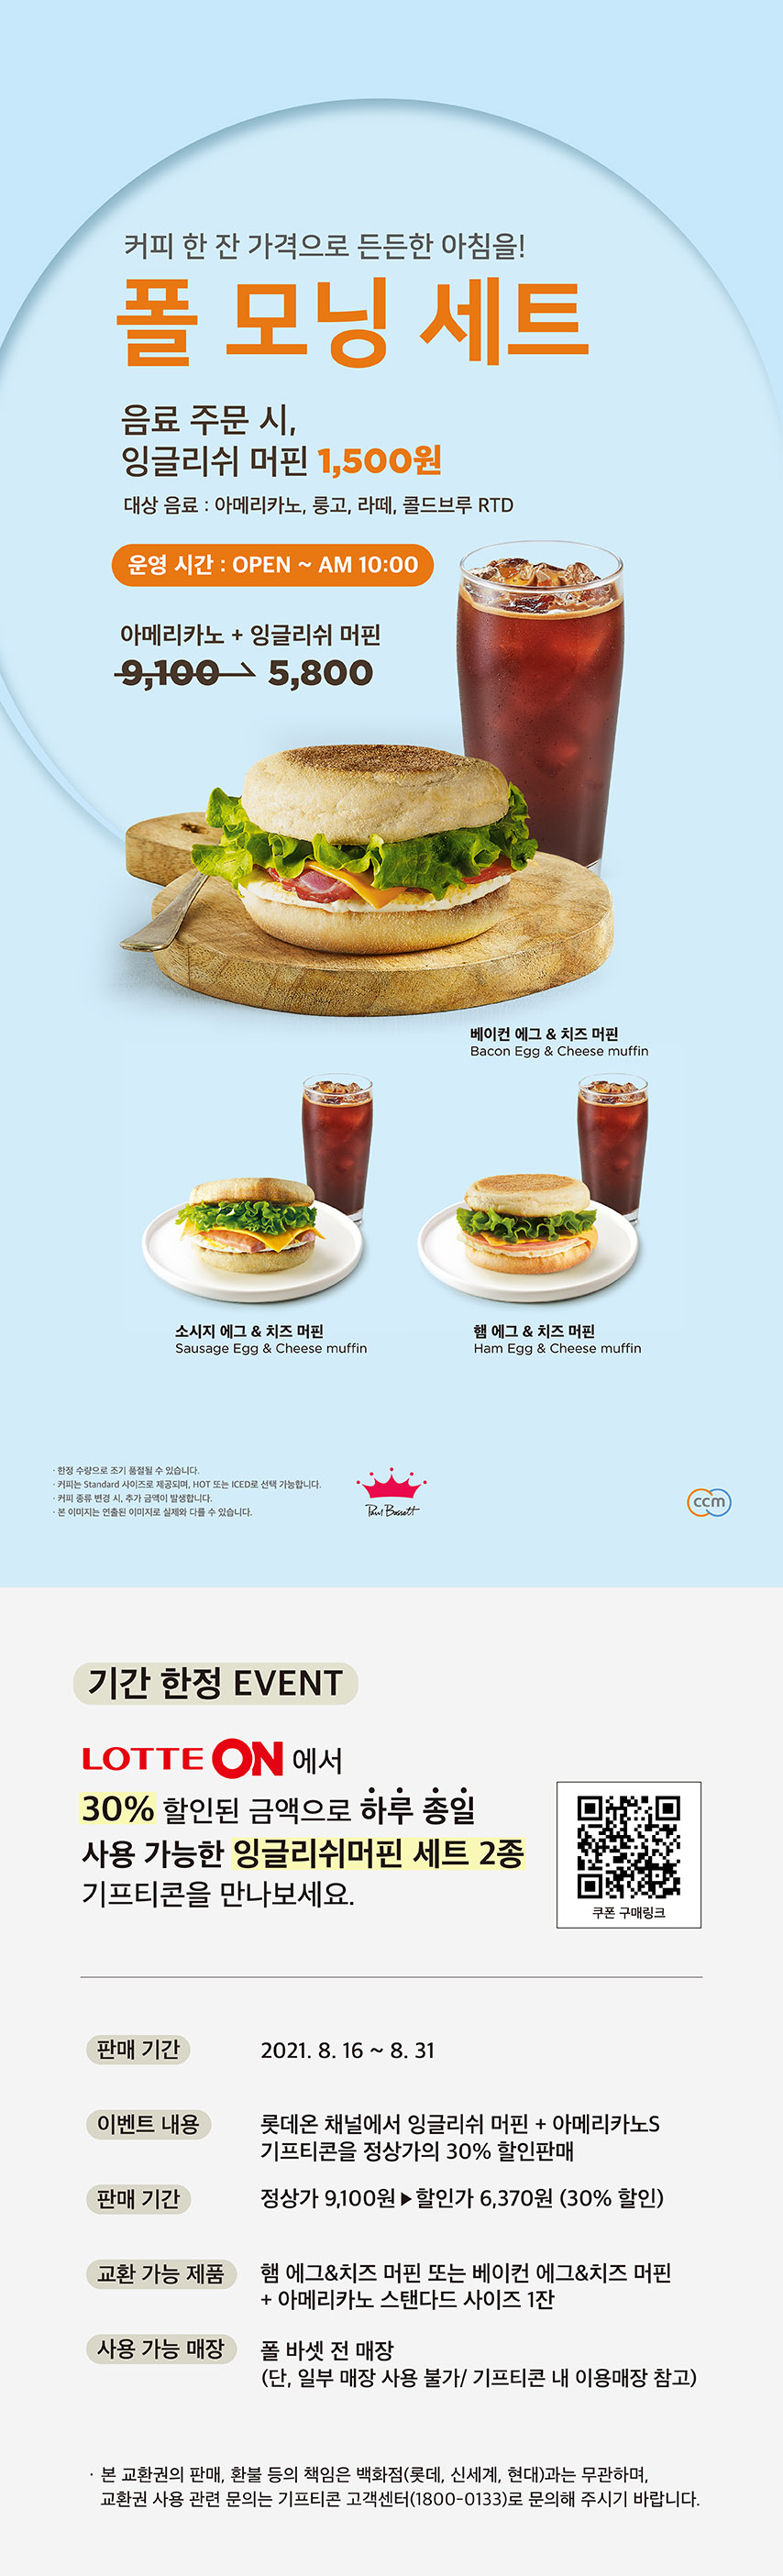 커피 한 잔 가격으로 든든한 아침을!
폴 모닝 세트
음료 주문 시,
잉글리쉬 머핀 1,500원
대상 음료 : 아메리카노, 룽고, 라떼, 콜드브루 RTD
운영 시간 : OPEN ~ AM 10:00
아메리카노 + 잉글리쉬 머핀
9,100 → 5,800
베이컨 에그 & 치즈 머핀
Bacon Egg & Cheese muffin
소시지 에그 & 치즈 머핀
Sausage Egg & Cheese muffin
햄 에그 & 치즈 머핀
Ham Egg & Cheese muffin
· 한정 수량으로 조기 품절될 수 있습니다.
· 커피는 Standard 사이즈로 제공되며, HOT 또는 ICED로 선택 가능합니다.
· 커피 종류 변경 시, 추가 금액이 발생합니다.
· 본 이미지는 연출된 이미지로 실제와 다를 수 있습니다.
Paul Bassett
ccm
기간 한정 EVENT
LOTTE ON 에서
30% 할인된 금액으로 하루 종일
사용 가능한 잉글리쉬머핀 세트 2종
기프티콘을 만나보세요.
쿠폰 구매링크
판매 기간 2021. 8. 16 ~ 8. 31
이벤트 내용 롯데온 채널에서 잉글리쉬 머핀 + 아메리카노S
기프티콘을 정상가의 30% 할인판매
판매 기간 정상가 9,100원▶할인가 6,370원 (30% 할인)
교환 가능 제품 햄 에그&치즈 머핀 또는 베이컨 에그&치즈 머핀
+ 아메리카노 스탠다드 사이즈 1잔
사용 가능 매장 폴 바셋 전 매장
(단, 일부 매장 사용 불가/ 기프티콘 내 이용매장 참고)
· 본 교환권의 판매, 환불 등의 책임은 백화점(롯데, 신세계, 현대)과는 무관하며,
교환권 사용 관련 문의는 기프티콘 고객센터(1800-0133)로 문의해 주시기 바랍니다.